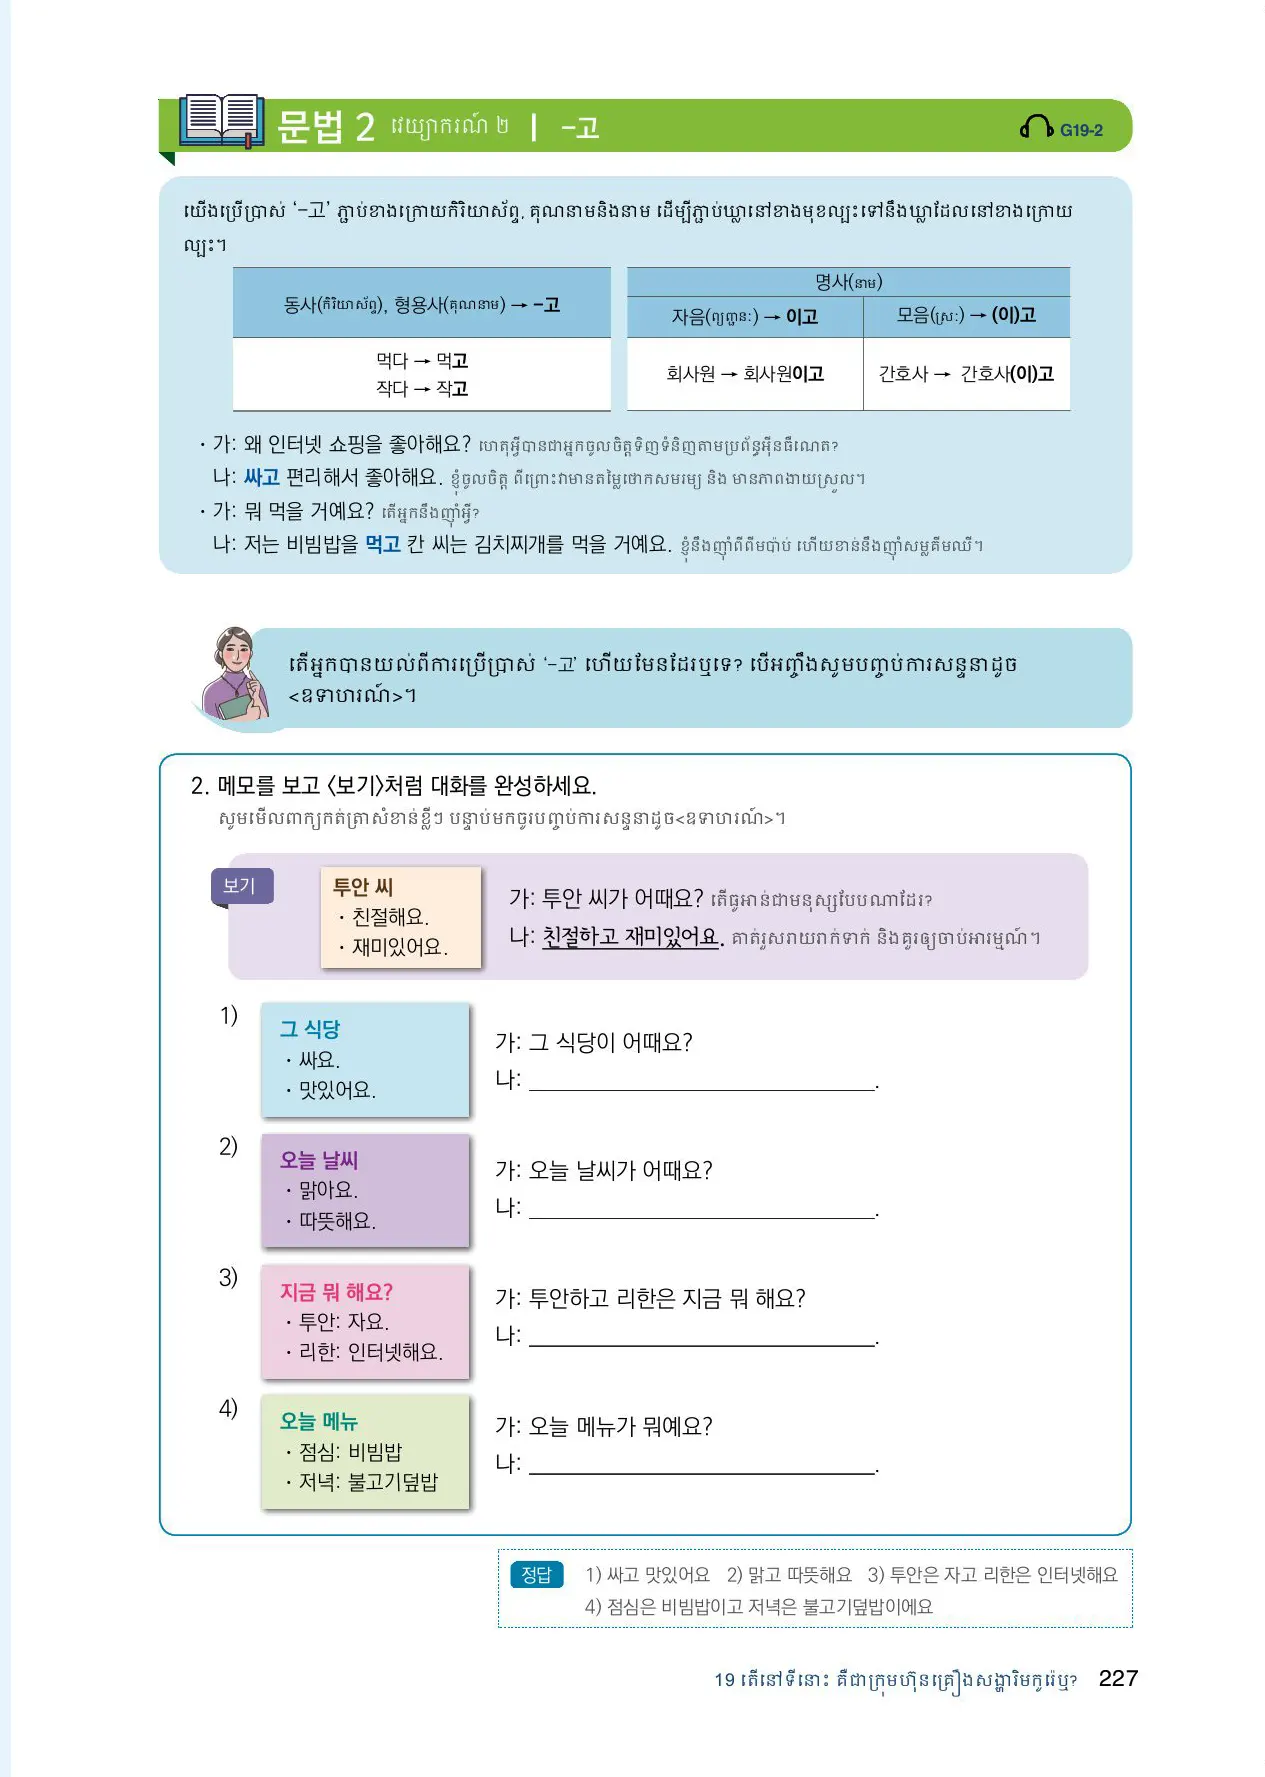 문법 2 វេយ្យាករណ៍ ២ | -고
G19-2
យើងប្រើប្រាស់ ‘-고’ ភ្ជាប់ខាងក្រោយកិរិយាស័ព្ទ, គុណនាមនិងនាម ដើម្បីភ្ជាប់ឃ្លានៅខាងមុខល្បះទៅនឹងឃ្លាដែលនៅខាងក្រោយ
ល្បះ។
동사(កិរិយាស័ព្ទ), 형용사(គុណនាម) → -고
먹다 → 먹고
작다 → 작고
명사(នាម)
자음(ព្យញ្ជនៈ) → 이고
모음(ស្រៈ) → (이)고
회사원 → 회사원이고
간호사 → 간호사(이)고
· 가: 왜 인터넷 쇼핑을 좋아해요? ហេតុអ្វីបានជាអ្នកចូលចិត្តទិញទំនិញតាមប្រព័ន្ធអ៊ីនធឺណេត?
나: 싸고 편리해서 좋아해요. ខ្ញុំចូលចិត្ត ពីព្រោះវាមានតម្លៃថោកសមរម្យ និង មានភាពងាយស្រួល។
· 가: 뭐 먹을 거예요? តើអ្នកនឹងញ៉ាំអ្វី?
나: 저는 비빔밥을 먹고 칸 씨는 김치찌개를 먹을 거예요. ខ្ញុំនឹងញ៉ាំពីពីមប៉ាប់ ហើយខាន់នឹងញ៉ាំសម្លគីមឈី។
តើអ្នកបានយល់ពីការប្រើប្រាស់ ‘-고’ ហើយមែនដែរឬទេ? បើអញ្ចឹងសូមបញ្ចប់ការសន្ទនាដូច
<ឧទាហរណ៍>។
2. 메모를 보고 〈보기〉처럼 대화를 완성하세요.
សូមមើលពាក្យកត់ត្រាសំខាន់ខ្លីៗ បន្ទាប់មកចូរបញ្ចប់ការសន្ទនាដូច<ឧទាហរណ៍>។
보기
투안 씨
· 친절해요.
· 재미있어요.
가: 투안 씨가 어때요? តើធូអាន់ជាមនុស្សបែបណាដែរ?
나: 친절하고 재미있어요. គាត់រួសរាយរាក់ទាក់ និងគួរឲ្យចាប់អារម្មណ៍។
1)
그 식당
· 싸요.
· 맛있어요.
가: 그 식당이 어때요?
나: ______________________________.
2)
오늘 날씨
· 맑아요.
· 따뜻해요.
가: 오늘 날씨가 어때요?
나: ______________________________.
3)
지금 뭐 해요?
· 투안: 자요.
· 리한: 인터넷해요.
가: 투안하고 리한은 지금 뭐 해요?
나: ______________________________.
4)
오늘 메뉴
· 점심: 비빔밥
· 저녁: 불고기덮밥
가: 오늘 메뉴가 뭐예요?
나: ______________________________.
정답 1) 싸고 맛있어요 2) 맑고 따뜻해요 3) 투안은 자고 리한은 인터넷해요
4) 점심은 비빔밥이고 저녁은 불고기덮밥이에요
19 តើនៅទីនោះ គឺជាក្រុមហ៊ុនគ្រឿងសង្ហារិមកូរ៉េឬ? 227